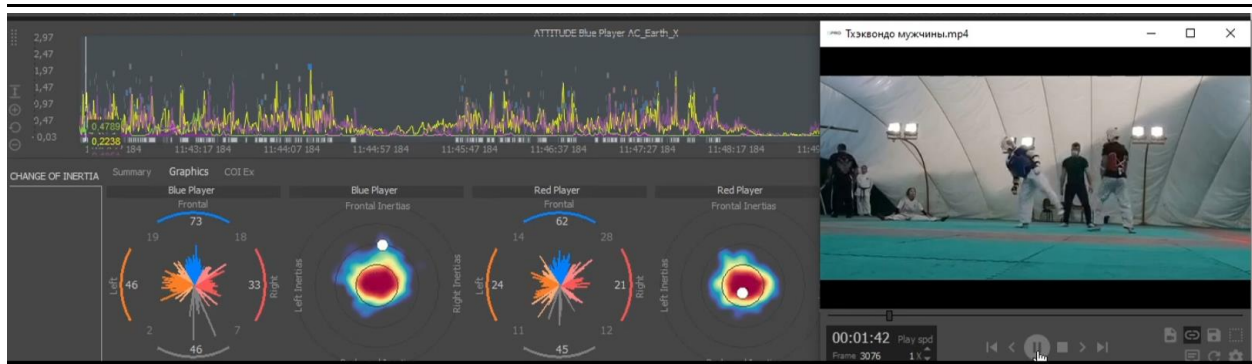 ATTITUDE Blue Player AC_Earth_X
2,97
2,47
1,97
1,47
0,97
0,47
-0,03
0,4789
0,2238
184 11:43:17 184 11:44:07 184 11:44:57 184 11:45:47 184 11:46:37 184 11:47:27 184 11:48:17 184
Тхэквондо мужчины.mp4
CHANGE OF INERTIA Summary Graphics COI Ex
Blue Player Blue Player Red Player Red Player
Frontal Frontal Inertias Frontal Frontal Inertias
73 62
19 18 14 28
Left 46 33 Right Left Inertias Right Inertias Left 24 21 Right Left Inertias
2 7 11 12
46 45
00:01:42 Play spd
Frame 3076 1 X